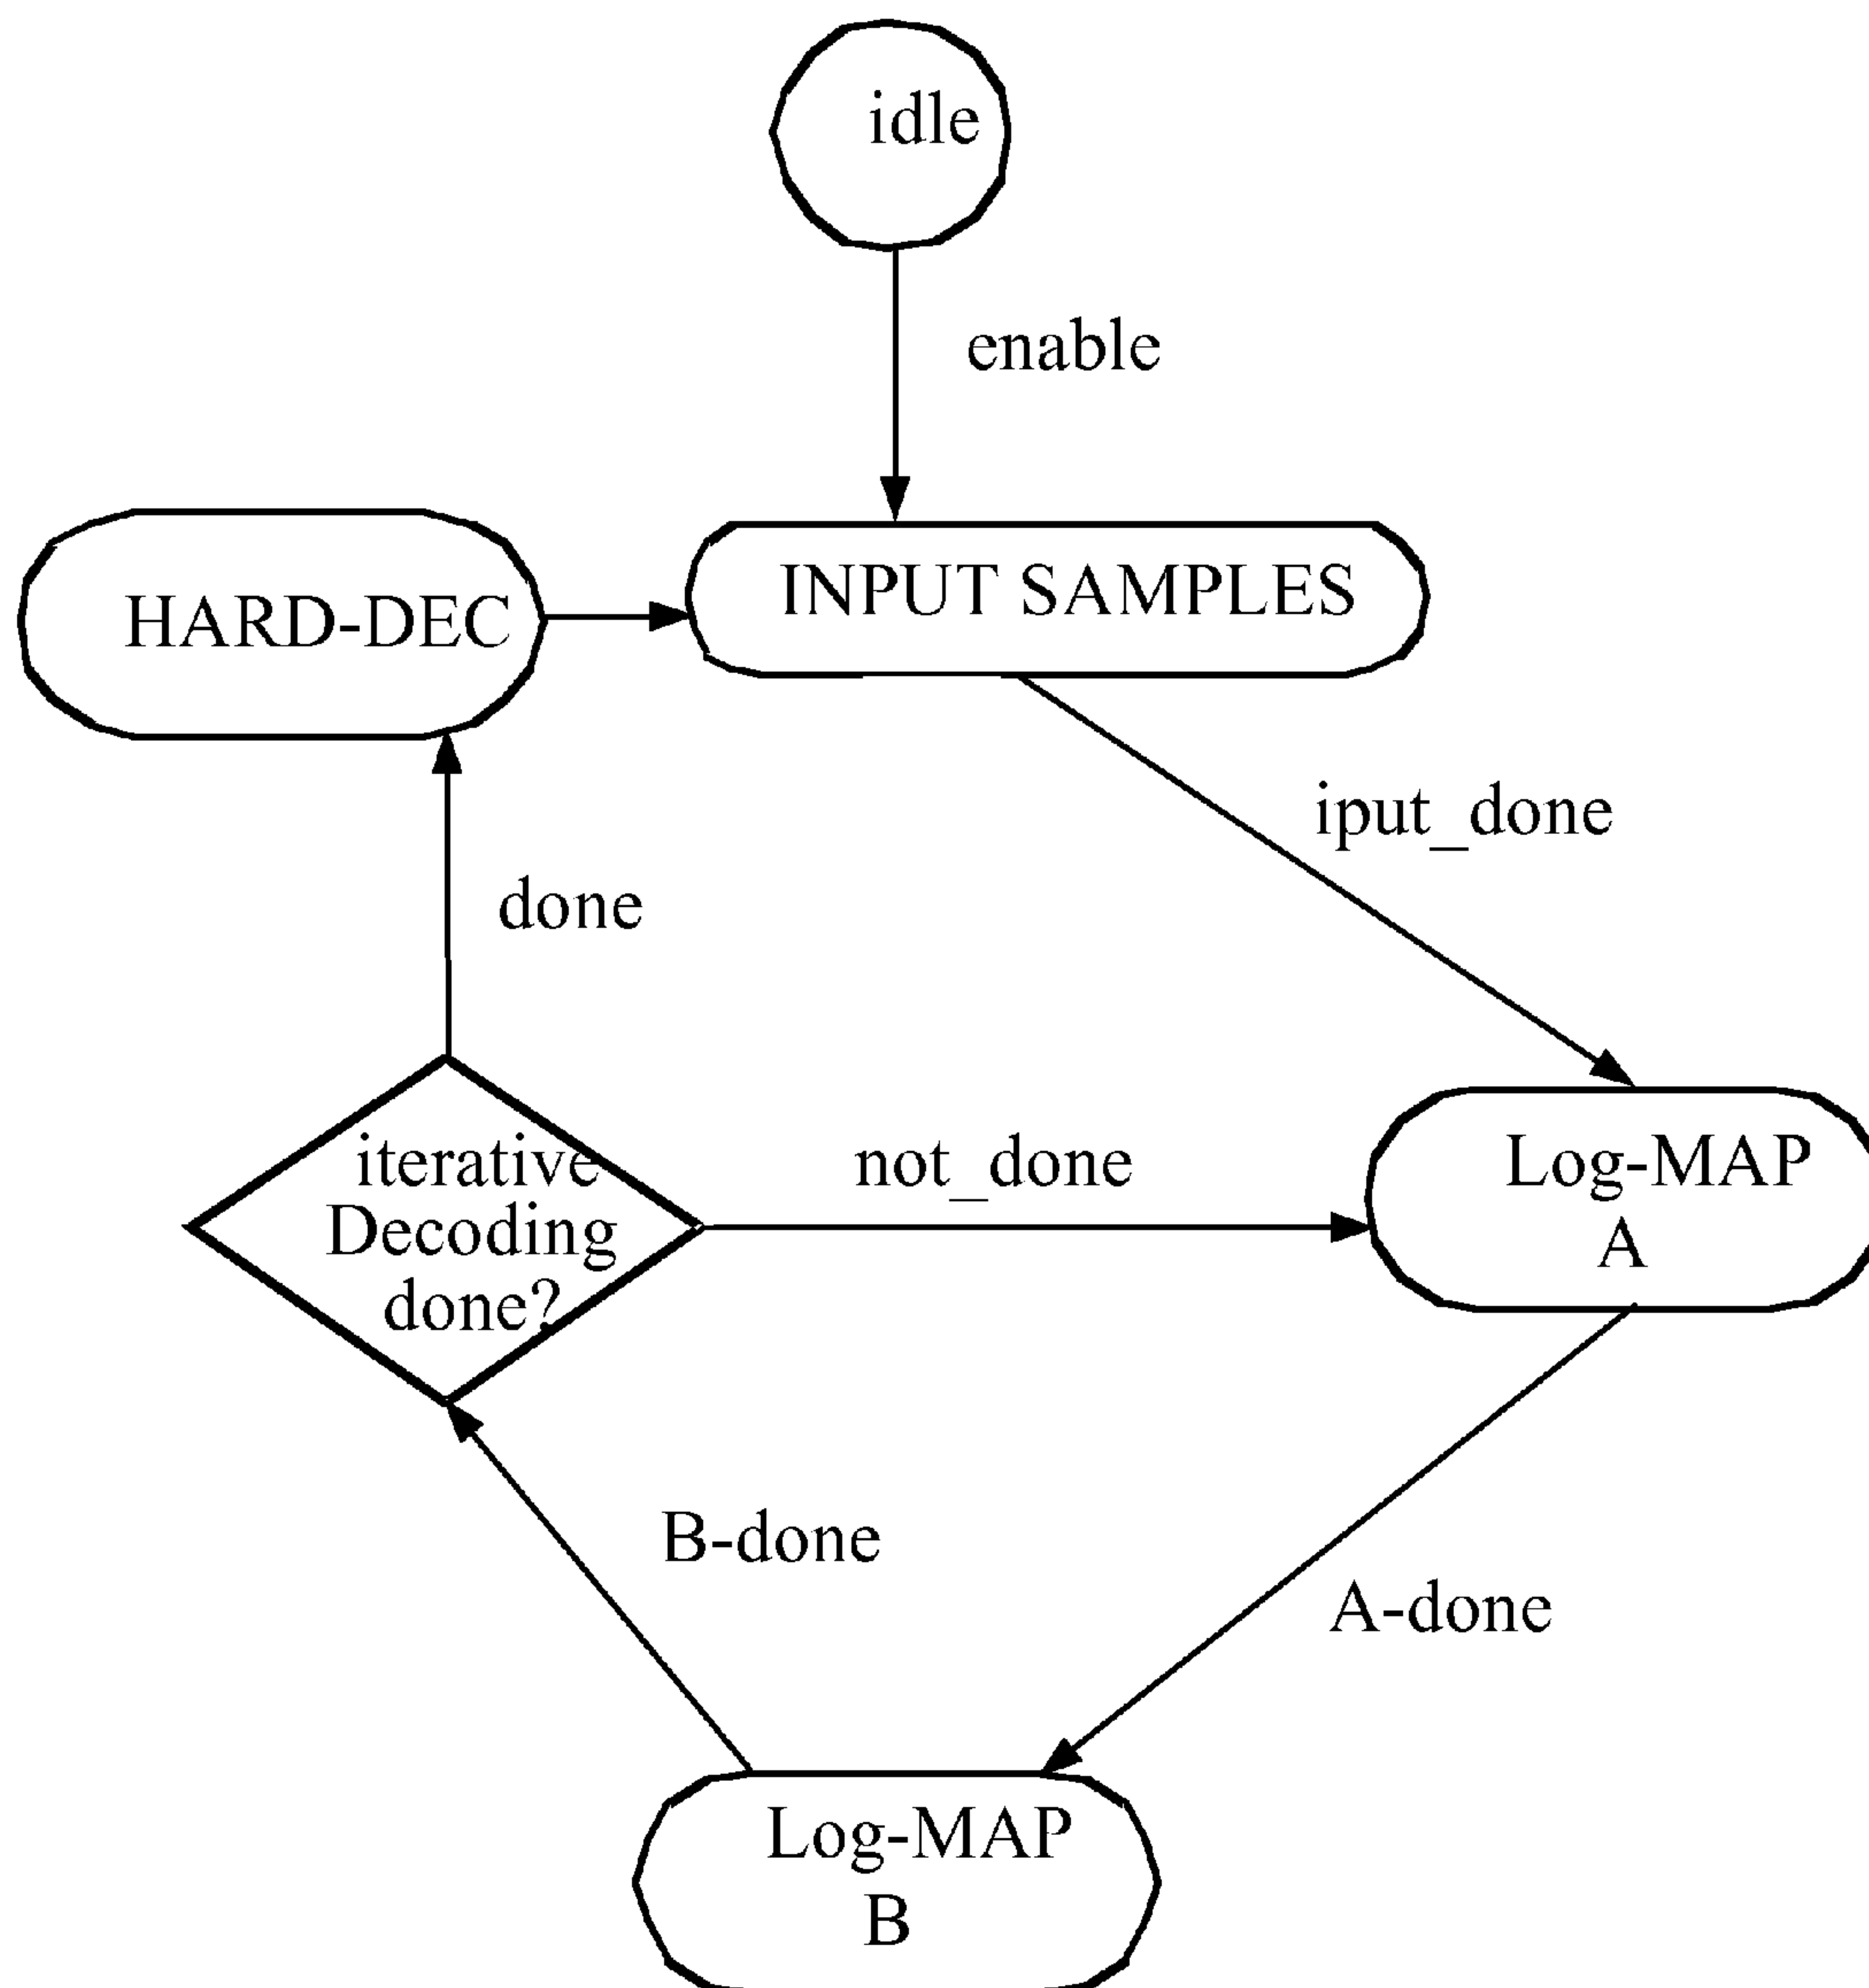 idle
enable
HARD-DEC
INPUT SAMPLES
iput_done
done
iterative
Decoding
done?
not_done
Log-MAP
A
B-done
A-done
Log-MAP
B